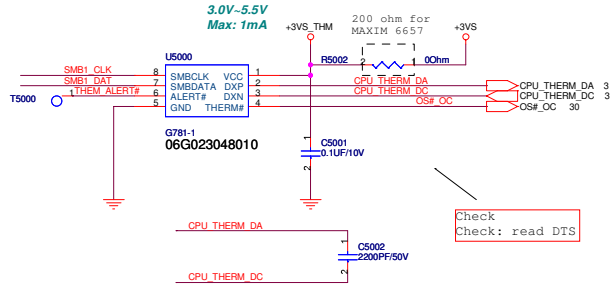 3.0V~5.5V
Max: 1mA
+3VS_THM
200 ohm for
MAXIM 6657
+3VS
U5000
R5002
2
1
0Ohm
SMB1_CLK
8
SMBCLK
VCC
1
SMB1_DAT
7
SMBDATA
DXP
2
CPU_THERM_DA
CPU_THERM_DA 3
T5000
1
THEM_ALERT#
6
ALERT#
DXN
3
CPU_THERM_DC
CPU_THERM_DC 3
5
GND
THERM#
4
OS#_OC
OS#_OC 30
G781-1
06G023048010
1
C5001
0.1UF/10V
2
Check
Check: read DTS
CPU_THERM_DA
1
C5002
2200PF/50V
2
CPU_THERM_DC